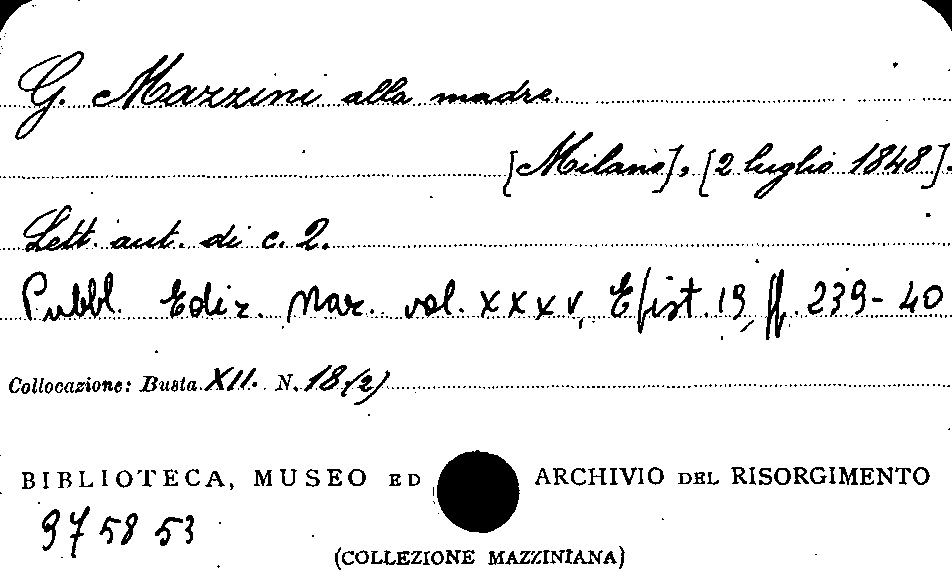 G. Mazzini alla madre.
[Milano], [2 luglio 1848].
Lett. aut. di c. 2.
Pubbl. Ediz. Naz. vol. XXXV, Epist. 19, pp. 239-40
Collocazione: Busta XII. N. 18 (2)
BIBLIOTECA, MUSEO ED ARCHIVIO DEL RISORGIMENTO
975853
(COLLEZIONE MAZZINIANA)